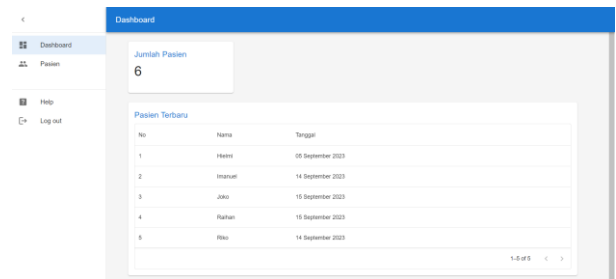 Dashboard
Dashboard
Pasien
Help
Log out
Jumlah Pasien
6
Pasien Terbaru
No Nama Tanggal
1 Hielmi 05 September 2023
2 Imanuel 14 September 2023
3 Joko 15 September 2023
4 Raihan 15 September 2023
5 Riko 14 September 2023
1–5 of 5